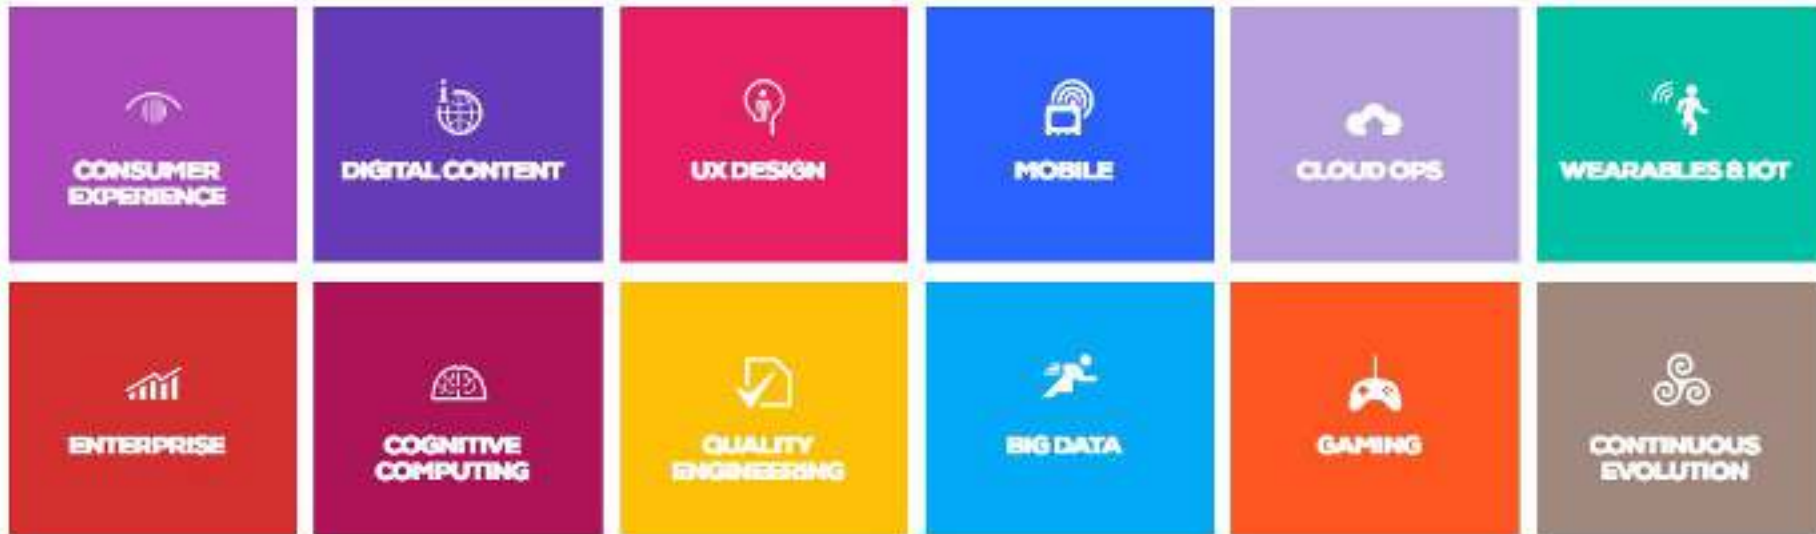 CONSUMER
EXPERIENCE
DIGITAL CONTENT
UX DESIGN
MOBILE
CLOUD OPS
WEARABLES & IOT
ENTERPRISE
COGNITIVE
COMPUTING
QUALITY
ENGINEERING
BIG DATA
GAMING
CONTINUOUS
EVOLUTION